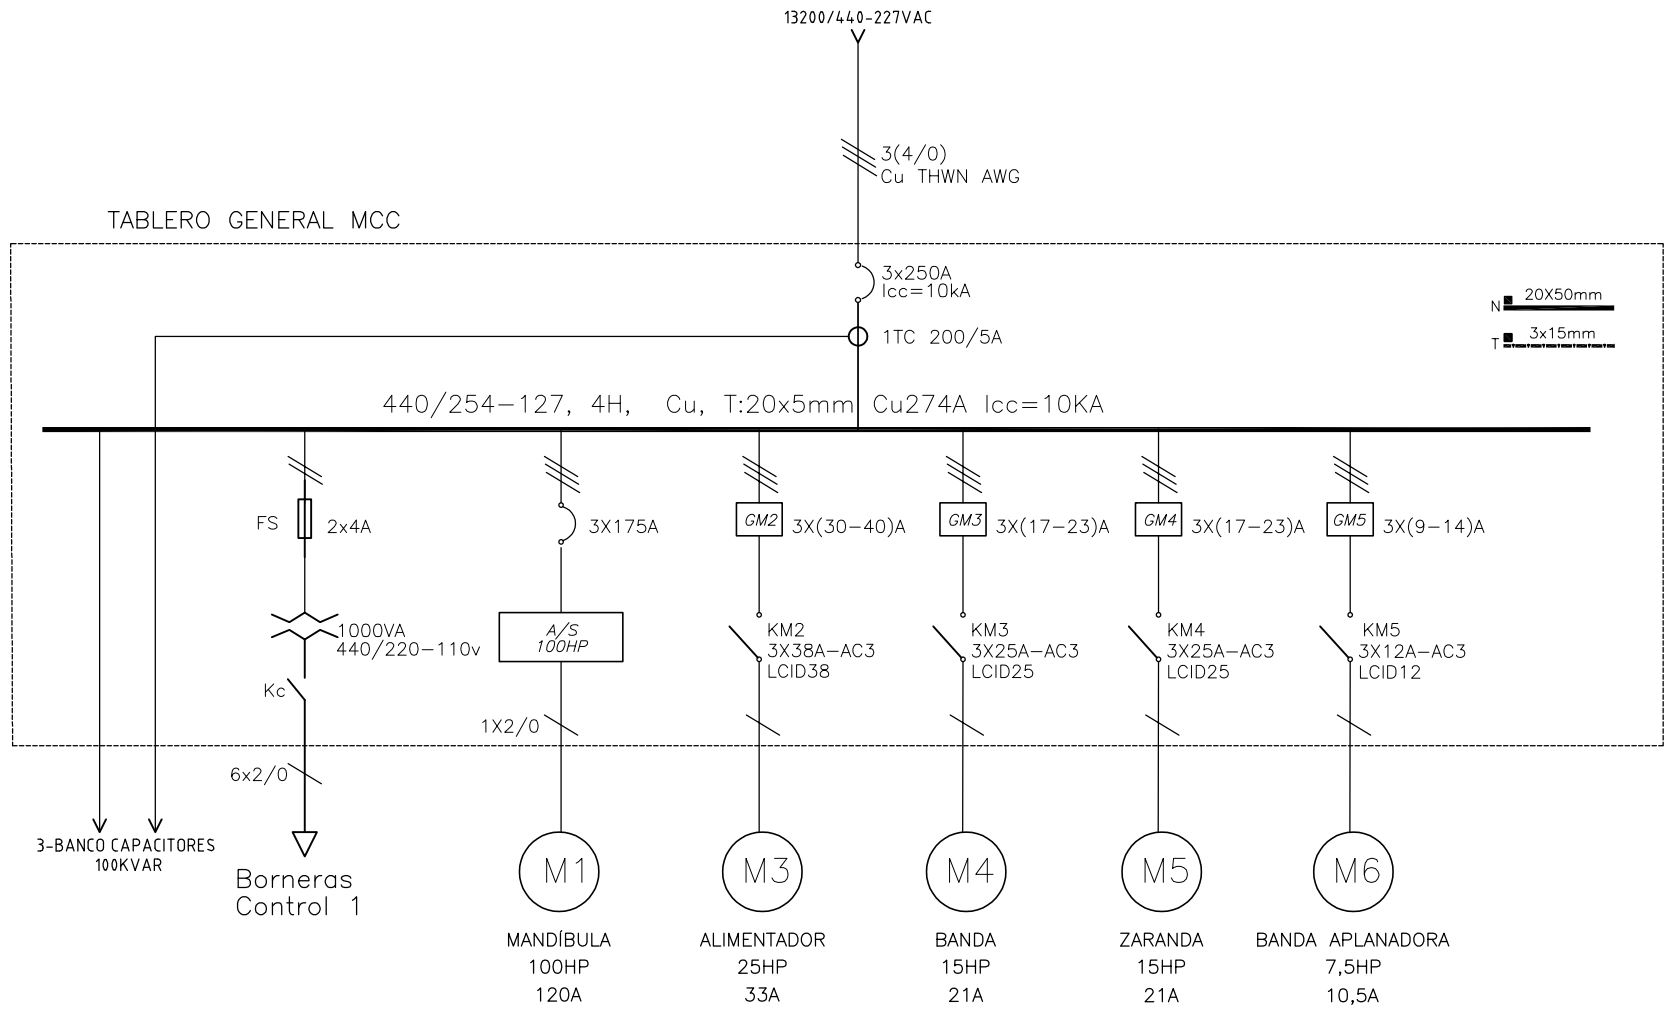 13200/440-227VAC
3(4/0)
Cu THWN AWG
TABLERO GENERAL MCC
3x250A
Icc=10kA
N 20X50mm
1TC 200/5A
T 3x15mm
440/254-127, 4H, Cu, T:20x5mm Cu274A Icc=10KA
FS 2x4A
3X175A
GM2 3X(30-40)A
GM3 3X(17-23)A
GM4 3X(17-23)A
GM5 3X(9-14)A
1000VA
440/220-110v
A/S
100HP
KM2
3X38A-AC3
LCID38
KM3
3X25A-AC3
LCID25
KM4
3X25A-AC3
LCID25
KM5
3X12A-AC3
LCID12
Kc
1X2/0
6x2/0
3-BANCO CAPACITORES
100KVAR
Borneras
Control 1
M1
MANDÍBULA
100HP
120A
M3
ALIMENTADOR
25HP
33A
M4
BANDA
15HP
21A
M5
ZARANDA
15HP
21A
M6
BANDA APLANADORA
7,5HP
10,5A